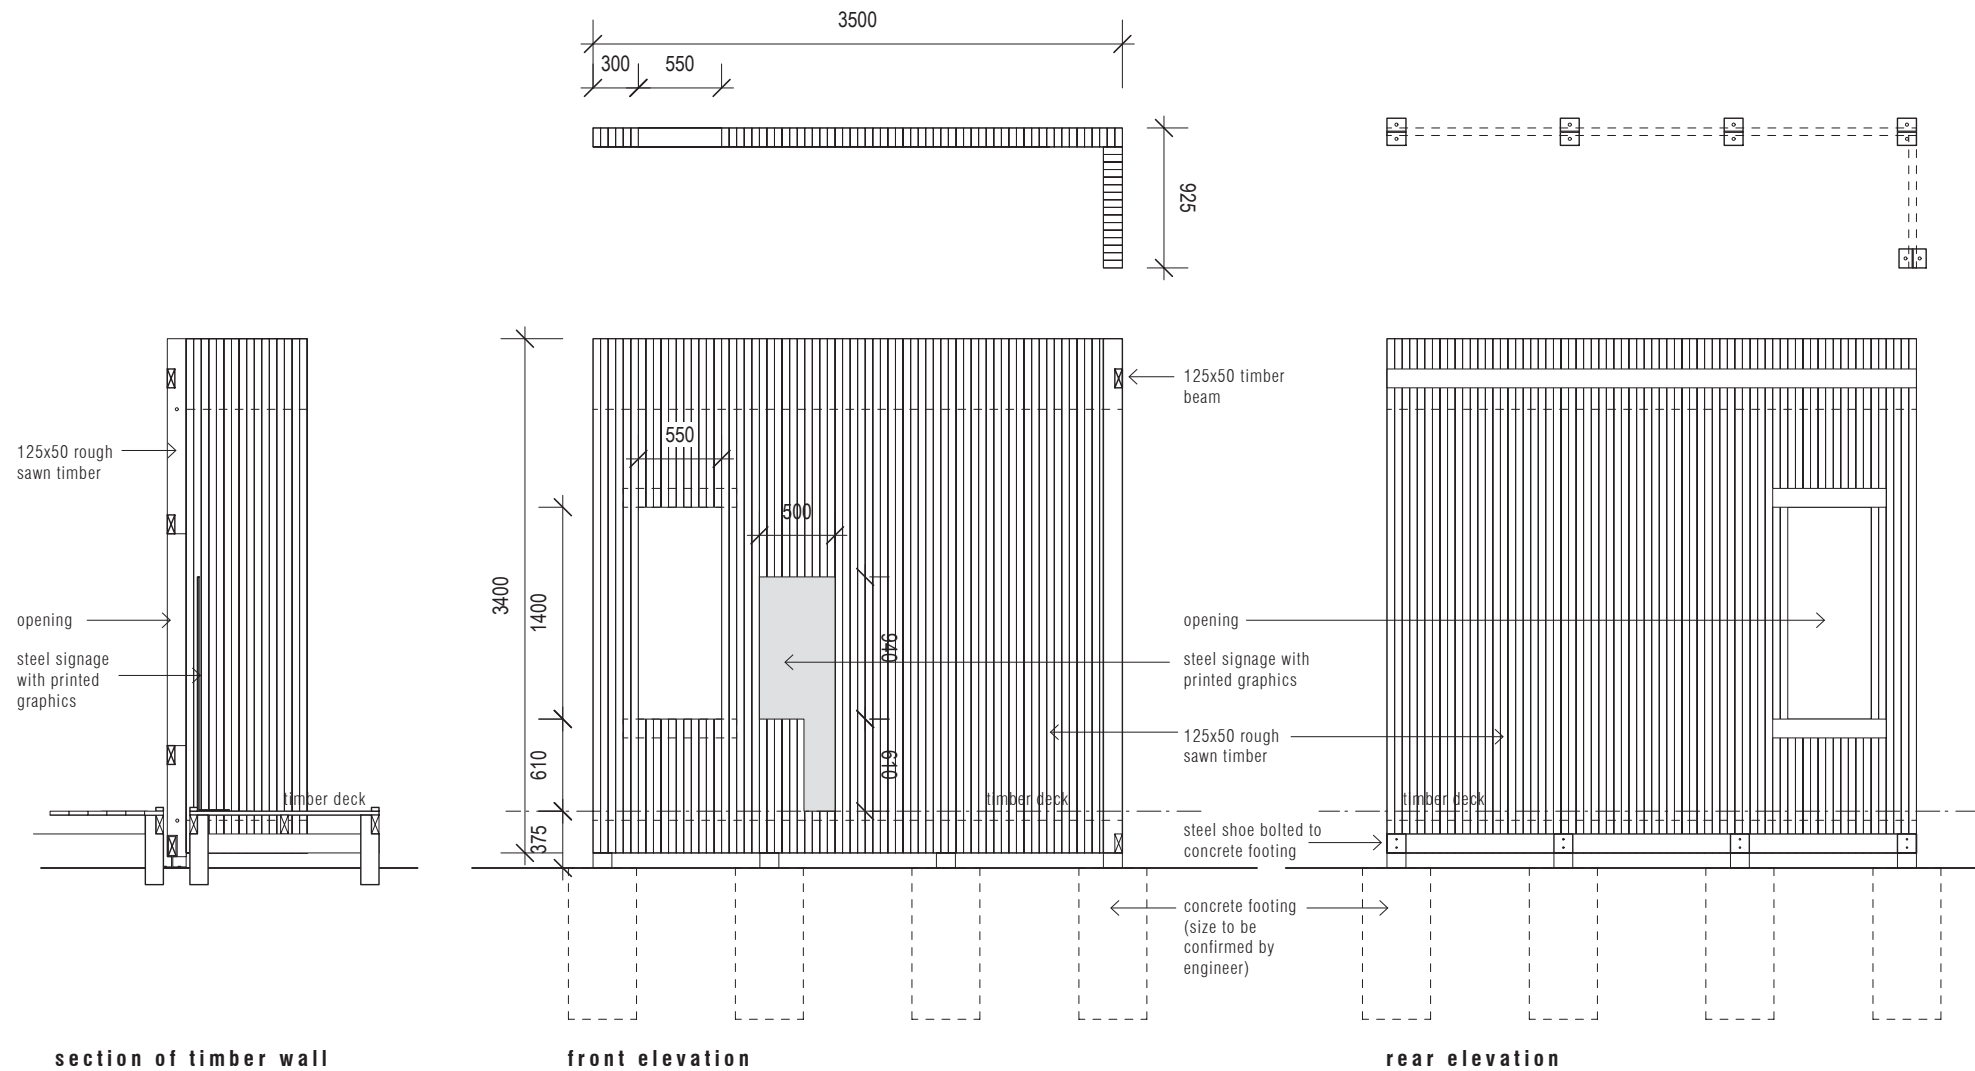 3500
300
550
925
125x50 timber
beam
550
125x50 rough
sawn timber
500
3400
1400
opening
steel signage
with printed
graphics
940
opening
steel signage with
printed graphics
610
610
125x50 rough
sawn timber
timber deck
timber deck
timber deck
375
steel shoe bolted to
concrete footing
concrete footing
(size to be
confirmed by
engineer)
section of timber wall
front elevation
rear elevation